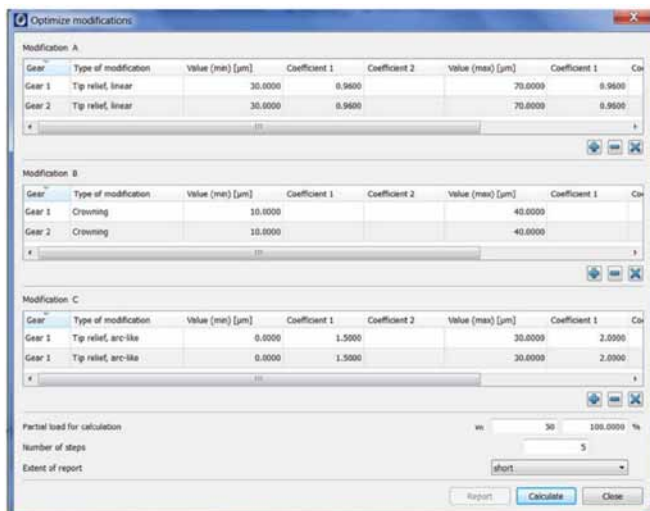 Optimize modifications
Modification A
Gear Type of modification Value (min) [µm] Coefficient 1 Coefficient 2 Value (max) [µm] Coefficient 1
Gear 1 Tip relief, linear 30.0000 0.9600 70.0000 0.9600
Gear 2 Tip relief, linear 30.0000 0.9600 70.0000 0.9600
Modification B
Gear Type of modification Value (min) [µm] Coefficient 1 Coefficient 2 Value (max) [µm] Coefficient 1
Gear 1 Crowning 10.0000 40.0000
Gear 2 Crowning 10.0000 40.0000
Modification C
Gear Type of modification Value (min) [µm] Coefficient 1 Coefficient 2 Value (max) [µm] Coefficient 1
Gear 1 Tip relief, arc-like 0.0000 1.5000 30.0000 2.0000
Gear 1 Tip relief, arc-like 0.0000 1.5000 30.0000 2.0000
Partial load for calculation 50 100.0000 %
Number of steps 5
Extent of report short
Report Calculate Close